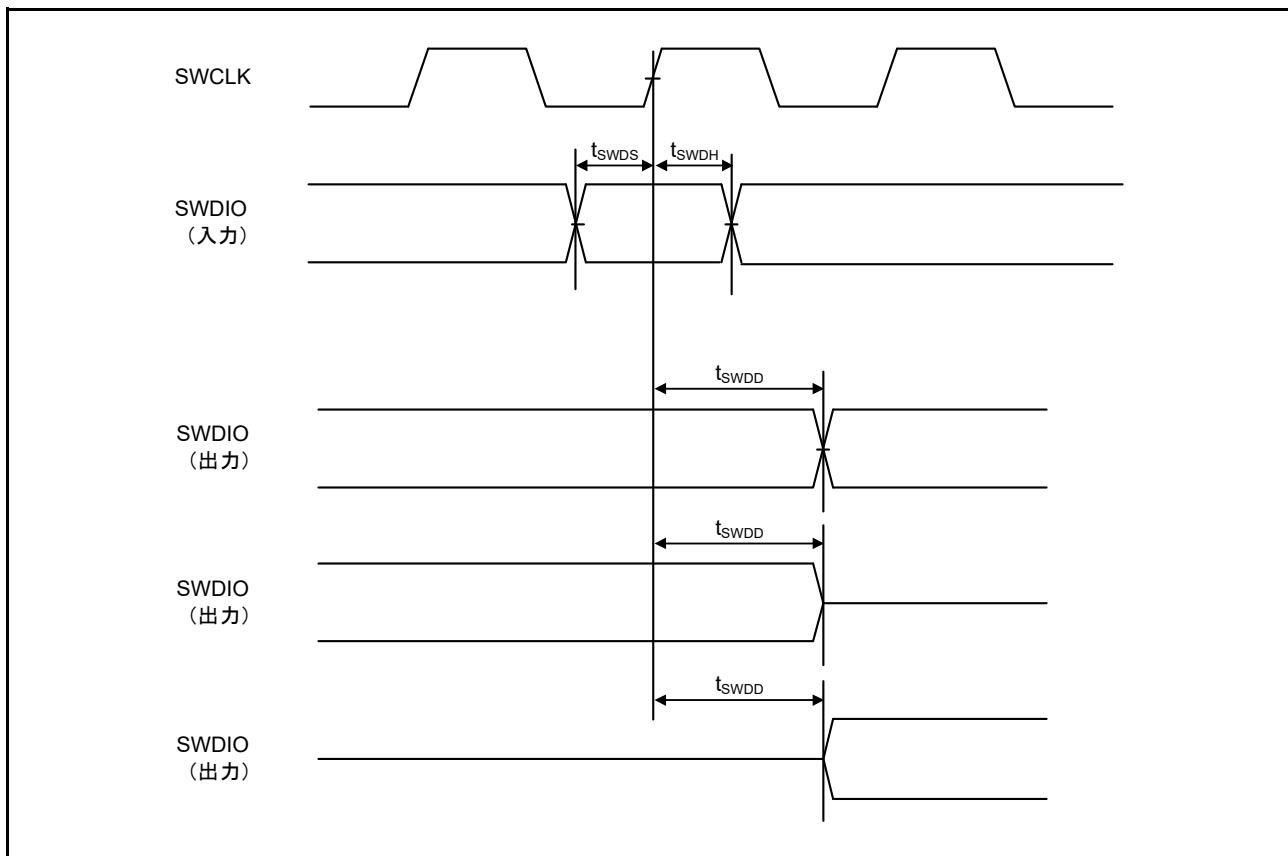 SWCLK
tSWDS
tSWDH
SWDIO
（入力）
tSWDD
SWDIO
（出力）
tSWDD
SWDIO
（出力）
tSWDD
SWDIO
（出力）